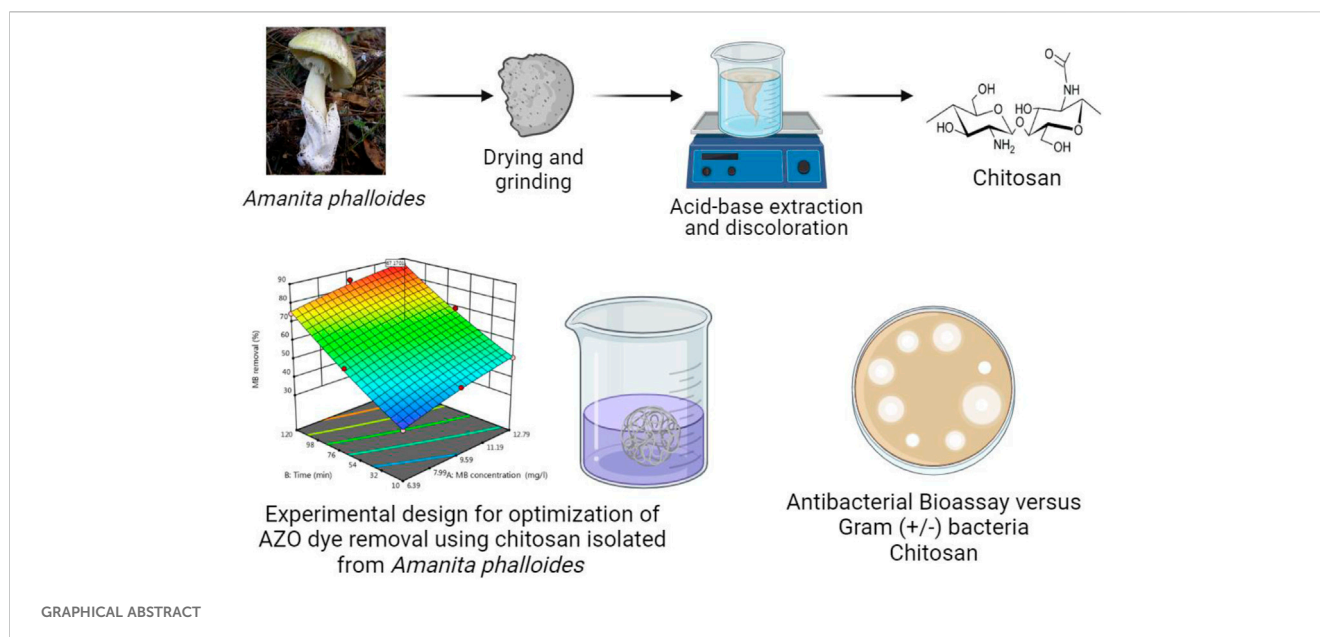 Amanita phalloides
Drying and
grinding
Acid-base extraction
and discoloration
OH
O
HO
NH₂
O
O
NH
HO
O
OH
Chitosan
90
80
70
60
50
40
30
MB removal (%)
120
98
76
54
32
10
B: Time (min)
12.79
11.19
9.59
7.99
6.39
A: MB concentration (mg/l)
Experimental design for optimization of
AZO dye removal using chitosan isolated
from Amanita phalloides
Antibacterial Bioassay versus
Gram (+/-) bacteria
Chitosan
GRAPHICAL ABSTRACT